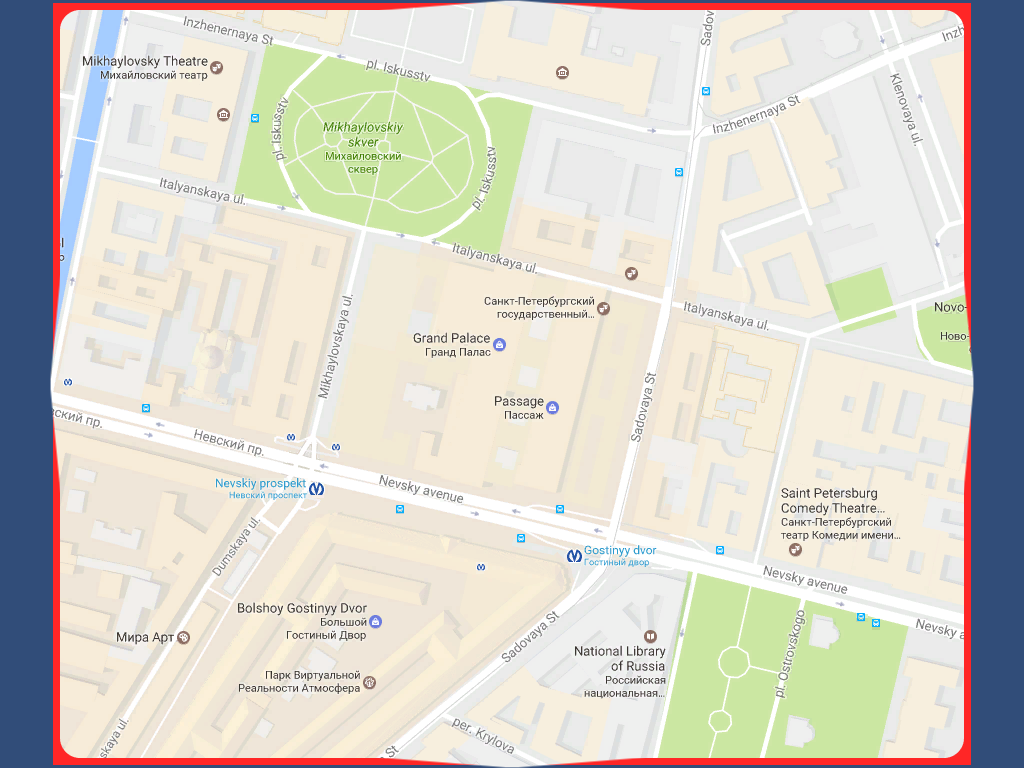 Inzhenernaya St
Sadov
Inzh
Mikhaylovsky Theatre
Михайловский театр
pl. Iskusstv
Klenovaya ul.
Inzhenernaya St
pl. Iskusstv
Mikhaylovskiy
skver
Михайловский
сквер
pl. Iskusstv
Italyanskaya ul.
Italyanskaya ul.
Санкт-Петербургский
государственный...
Italyanskaya ul.
Novo-
Ново-
Grand Palace
Гранд Палас
Mikhaylovskaya ul.
Passage
Пассаж
Sadovaya St
вский пр.
Невский пр.
Nevskiy prospekt
Невский проспект
Nevsky avenue
Saint Petersburg
Comedy Theatre...
Санкт-Петербургский
театр Комедии имени...
Dumskaya ul.
Gostinyy dvor
Гостиный двор
Nevsky avenue
Nevsky a
Bolshoy Gostinyy Dvor
Большой
Гостиный Двор
Мира Арт
Sadovaya St
National Library
of Russia
Российская
национальная...
pl. Ostrovskogo
Парк Виртуальной
Реальности Атмосфера
skaya ul.
per. Krylova
St